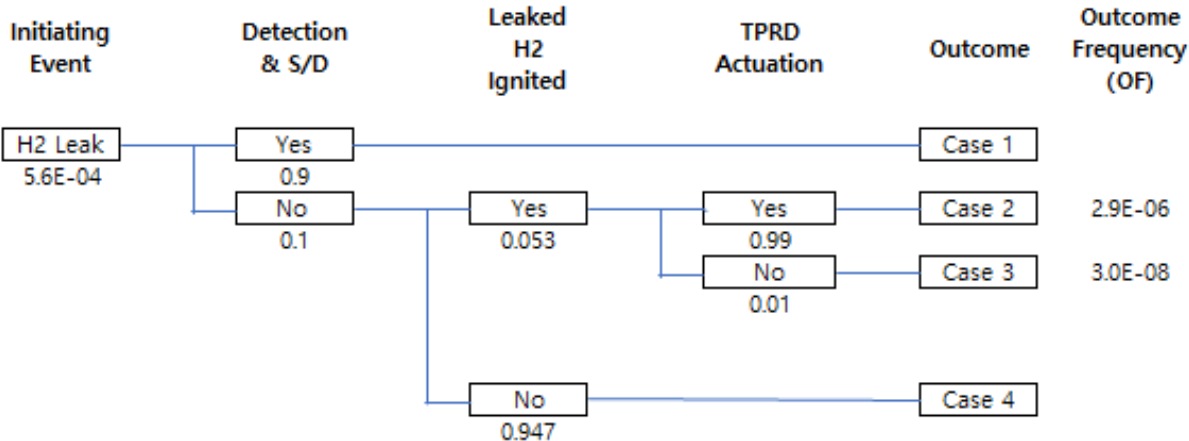 Initiating
Event
Detection
& S/D
Leaked
H2
Ignited
TPRD
Actuation
Outcome
Outcome
Frequency
(OF)
H2 Leak
5.6E-04
Yes
0.9
Case 1
No
0.1
Yes
0.053
Yes
0.99
Case 2
2.9E-06
No
0.01
Case 3
3.0E-08
No
0.947
Case 4